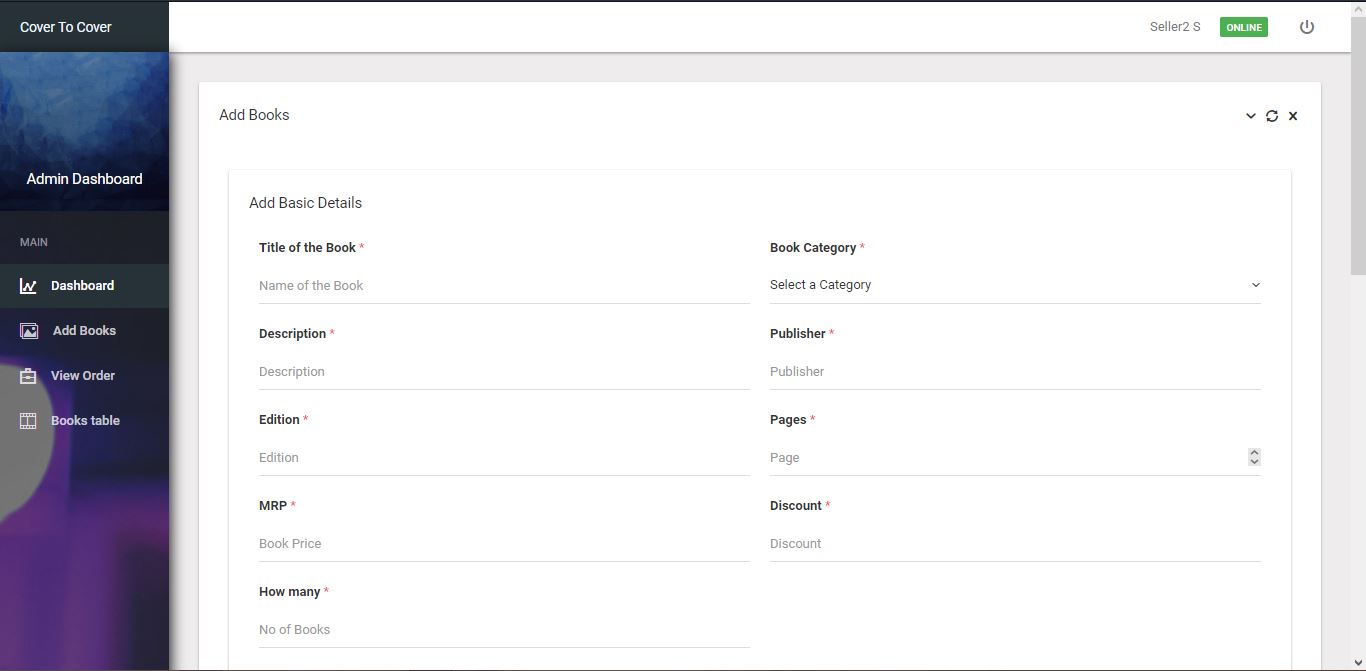 Cover To Cover
Seller2 S
ONLINE
Admin Dashboard
MAIN
Dashboard
Add Books
View Order
Books table
Add Books
Add Basic Details
Title of the Book *
Name of the Book
Book Category *
Select a Category
Description *
Description
Publisher *
Publisher
Edition *
Edition
Pages *
Page
MRP *
Book Price
Discount *
Discount
How many *
No of Books